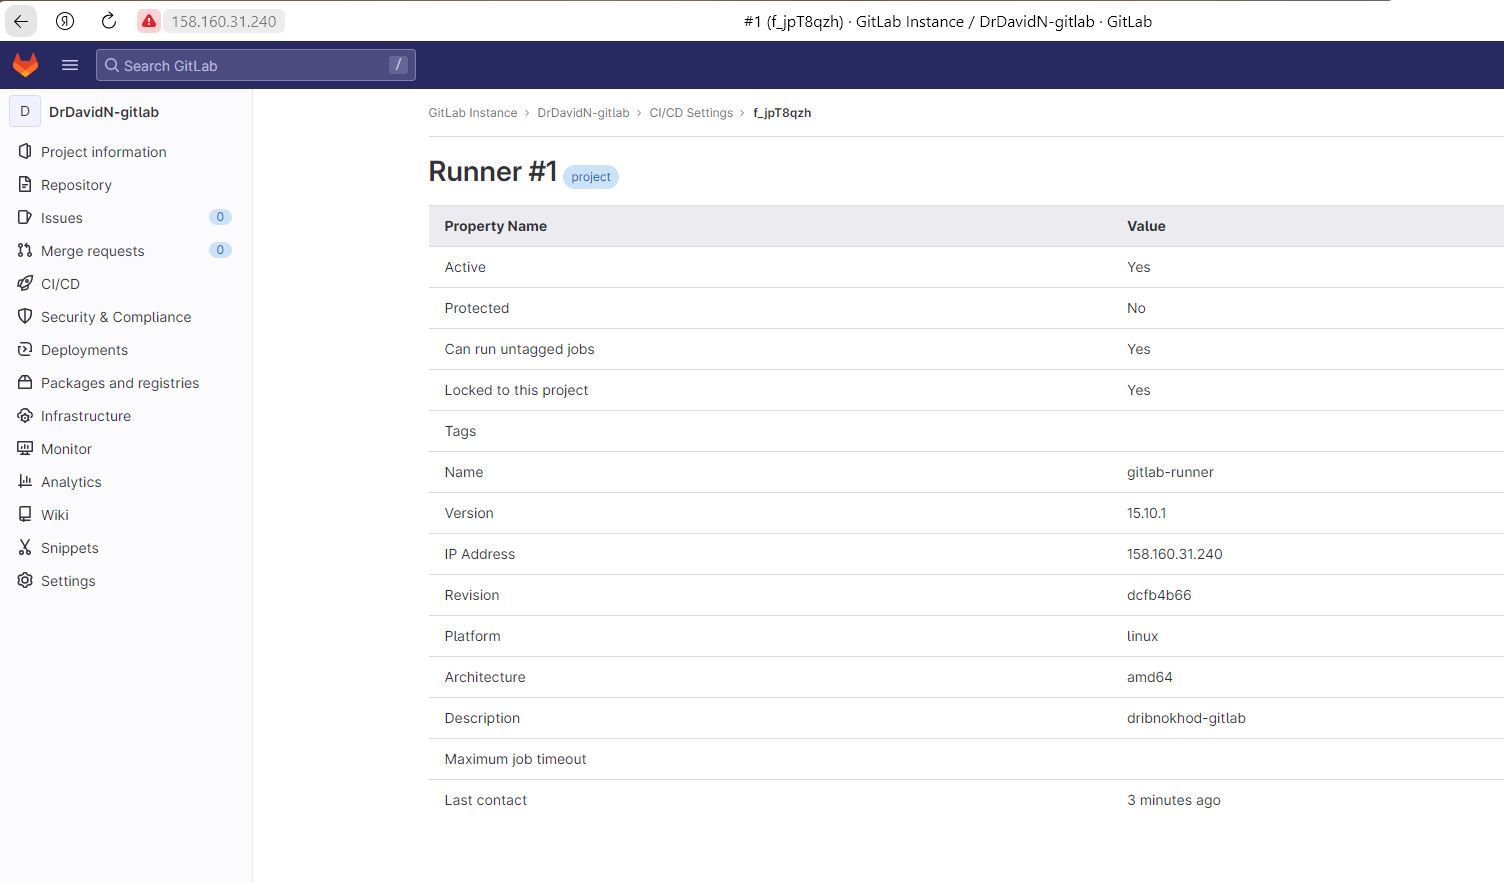 158.160.31.240
#1 (f_jpT8qzh) · GitLab Instance / DrDavidN-gitlab · GitLab
Search GitLab /
D DrDavidN-gitlab
Project information
Repository
Issues 0
Merge requests 0
CI/CD
Security & Compliance
Deployments
Packages and registries
Infrastructure
Monitor
Analytics
Wiki
Snippets
Settings
GitLab Instance › DrDavidN-gitlab › CI/CD Settings › f_jpT8qzh
Runner #1 project
Property Name Value
Active Yes
Protected No
Can run untagged jobs Yes
Locked to this project Yes
Tags
Name gitlab-runner
Version 15.10.1
IP Address 158.160.31.240
Revision dcfb4b66
Platform linux
Architecture amd64
Description dribnokhod-gitlab
Maximum job timeout
Last contact 3 minutes ago